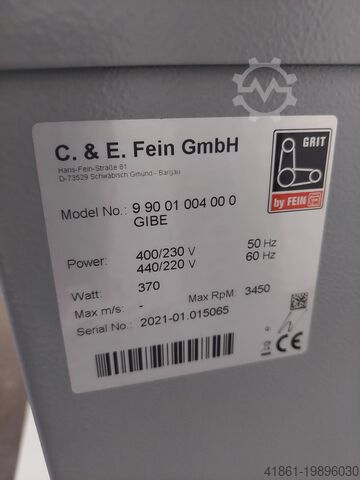 C. & E. Fein GmbH
Hans-Fein-Straße 81
D-73529 Schwäbisch Gmünd - Bargau
GRIT
by FEIN
Model No.: 9 90 01 004 00 0
GIBE
Power: 400/230 V 50 Hz
440/220 V 60 Hz
Watt: 370
Max m/s: - Max RpM: 3450
Serial No.: 2021-01.015065
CE
41861-19896030